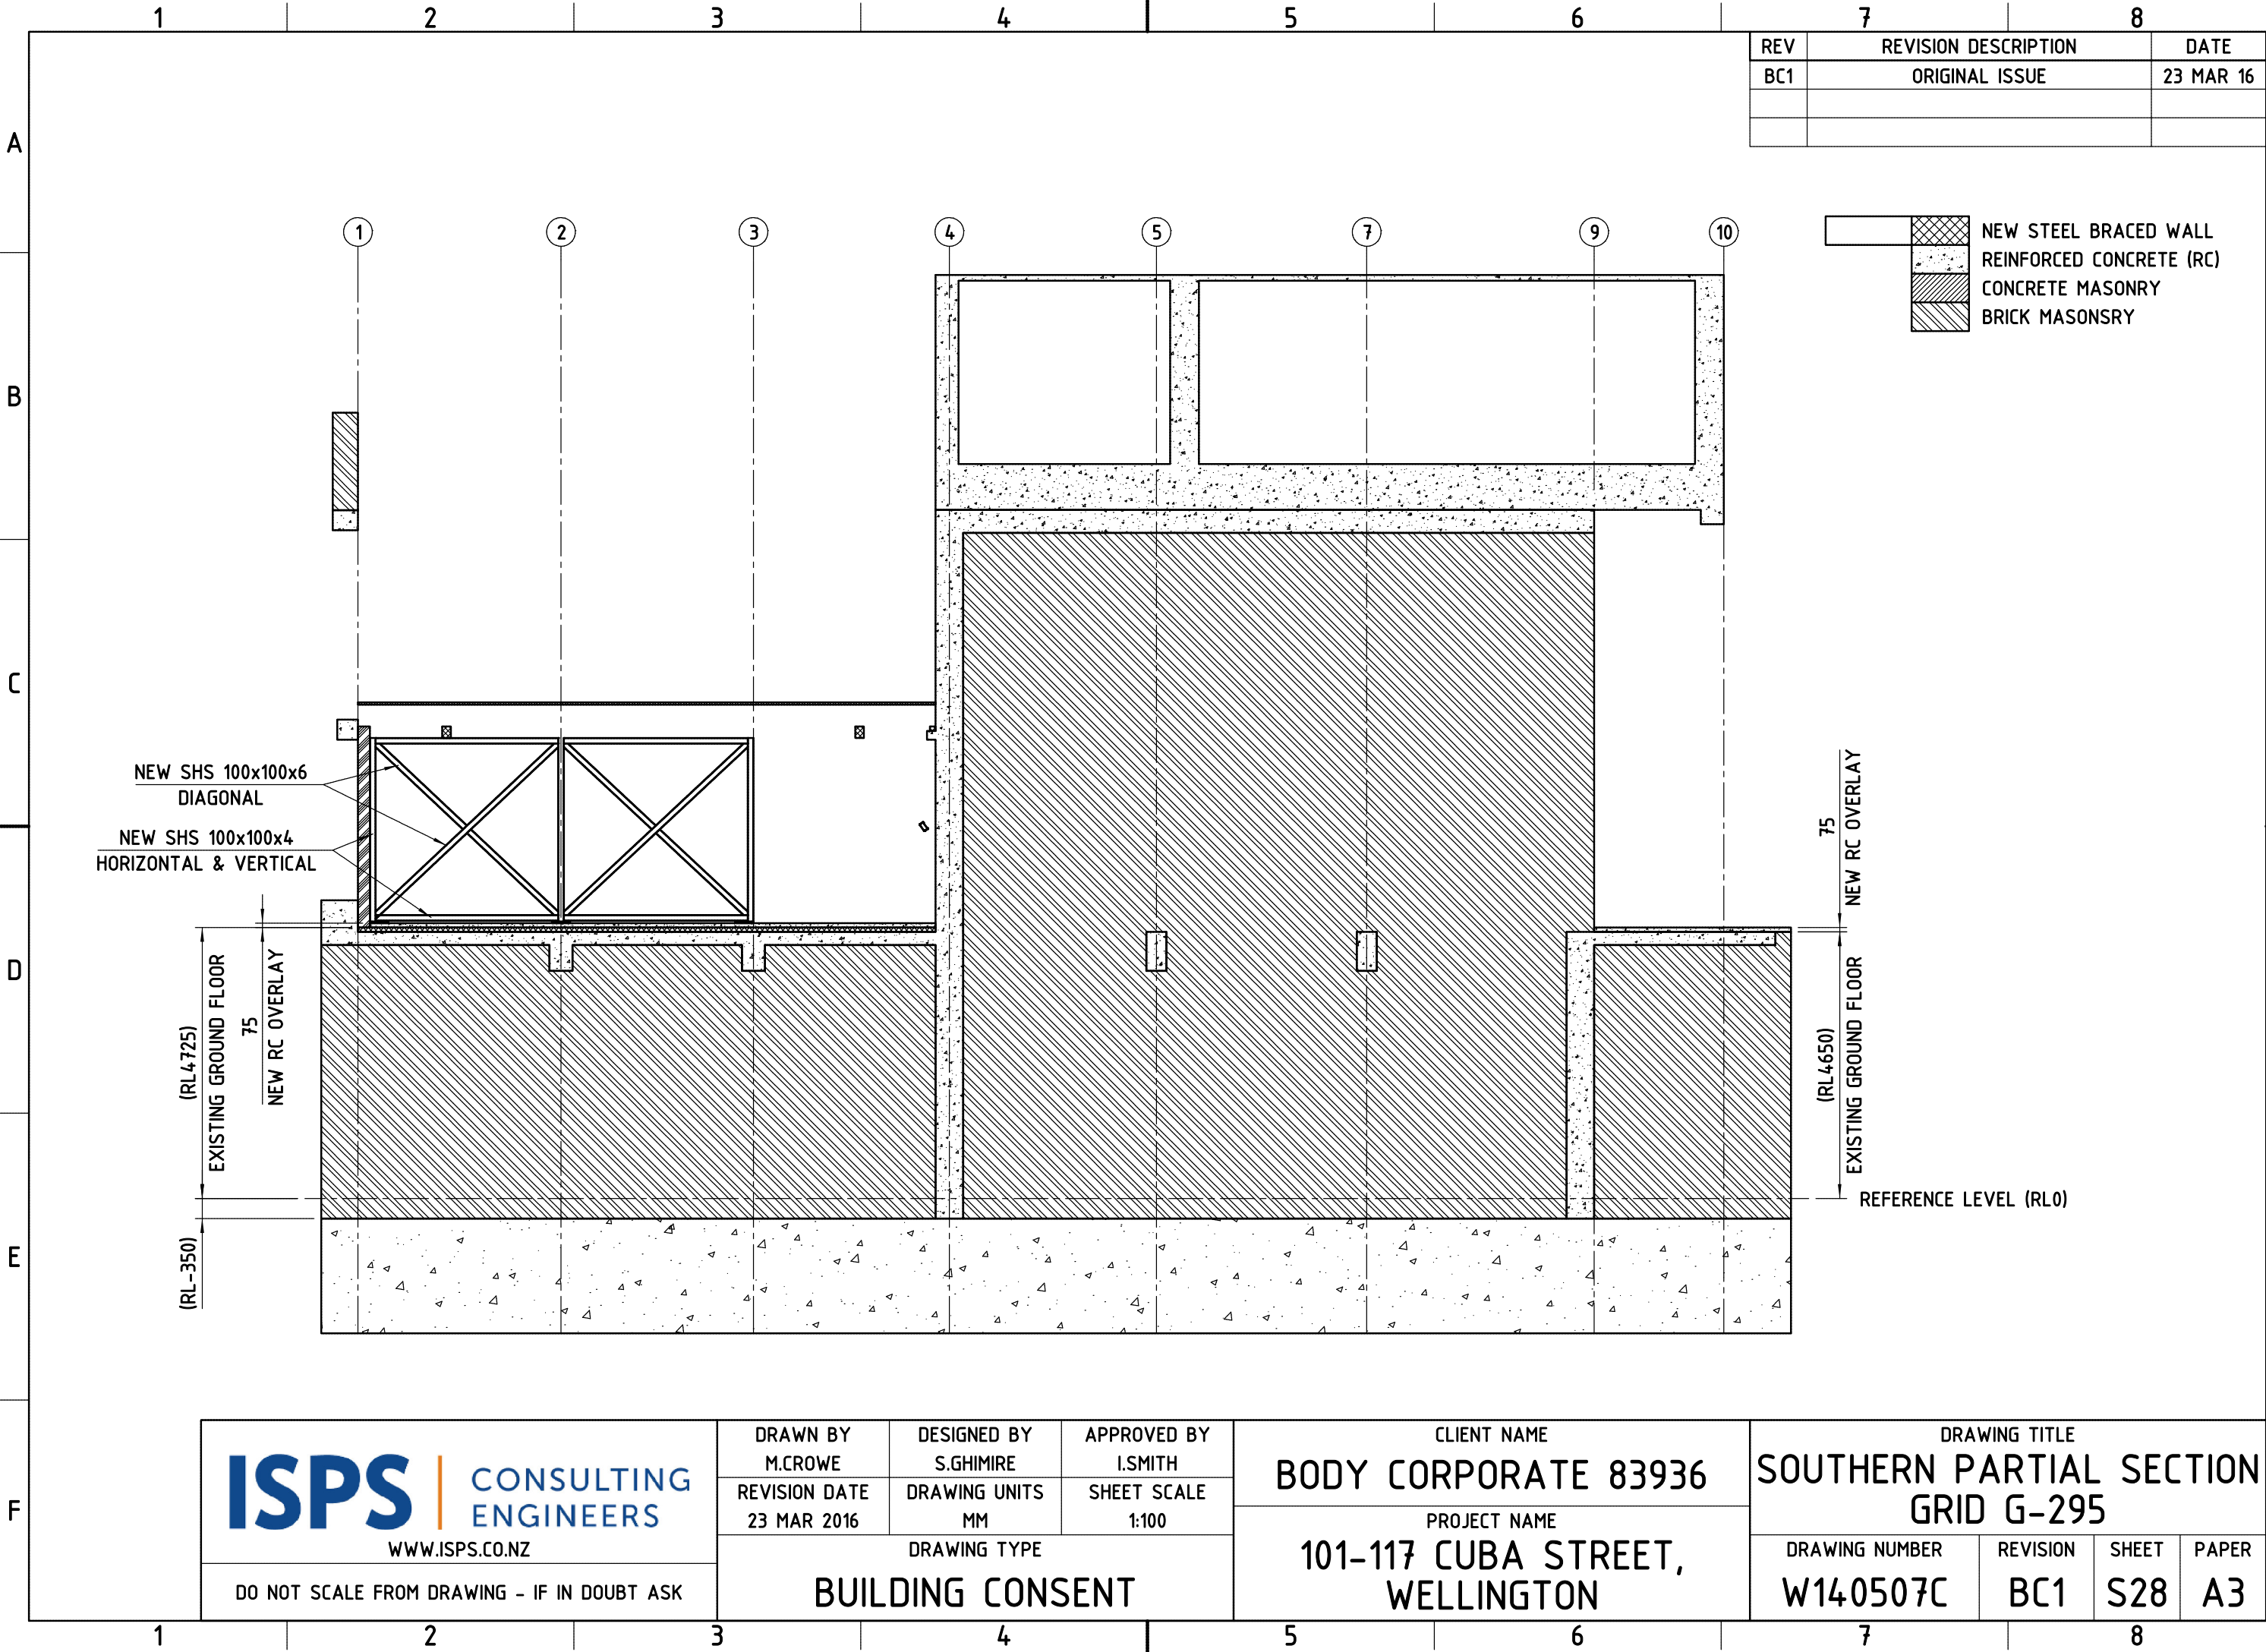 1 2 3 4 5 6 7 8
REV REVISION DESCRIPTION DATE
BC1 ORIGINAL ISSUE 23 MAR 16
A
B
C
D
E
F
1 2 3 4 5 7 9 10
NEW STEEL BRACED WALL
REINFORCED CONCRETE (RC)
CONCRETE MASONRY
BRICK MASONSRY
NEW SHS 100x100x6
DIAGONAL
NEW SHS 100x100x4
HORIZONTAL & VERTICAL
(RL4725)
EXISTING GROUND FLOOR
75
NEW RC OVERLAY
(RL-350)
75
NEW RC OVERLAY
(RL4650)
EXISTING GROUND FLOOR
REFERENCE LEVEL (RL0)
ISPS
CONSULTING
ENGINEERS
WWW.ISPS.CO.NZ
DO NOT SCALE FROM DRAWING - IF IN DOUBT ASK
DRAWN BY
M.CROWE
DESIGNED BY
S.GHIMIRE
APPROVED BY
I.SMITH
REVISION DATE
23 MAR 2016
DRAWING UNITS
MM
SHEET SCALE
1:100
DRAWING TYPE
BUILDING CONSENT
CLIENT NAME
BODY CORPORATE 83936
PROJECT NAME
101-117 CUBA STREET,
WELLINGTON
DRAWING TITLE
SOUTHERN PARTIAL SECTION
GRID G-295
DRAWING NUMBER
W140507C
REVISION
BC1
SHEET
S28
PAPER
A3
1 2 3 4 5 6 7 8